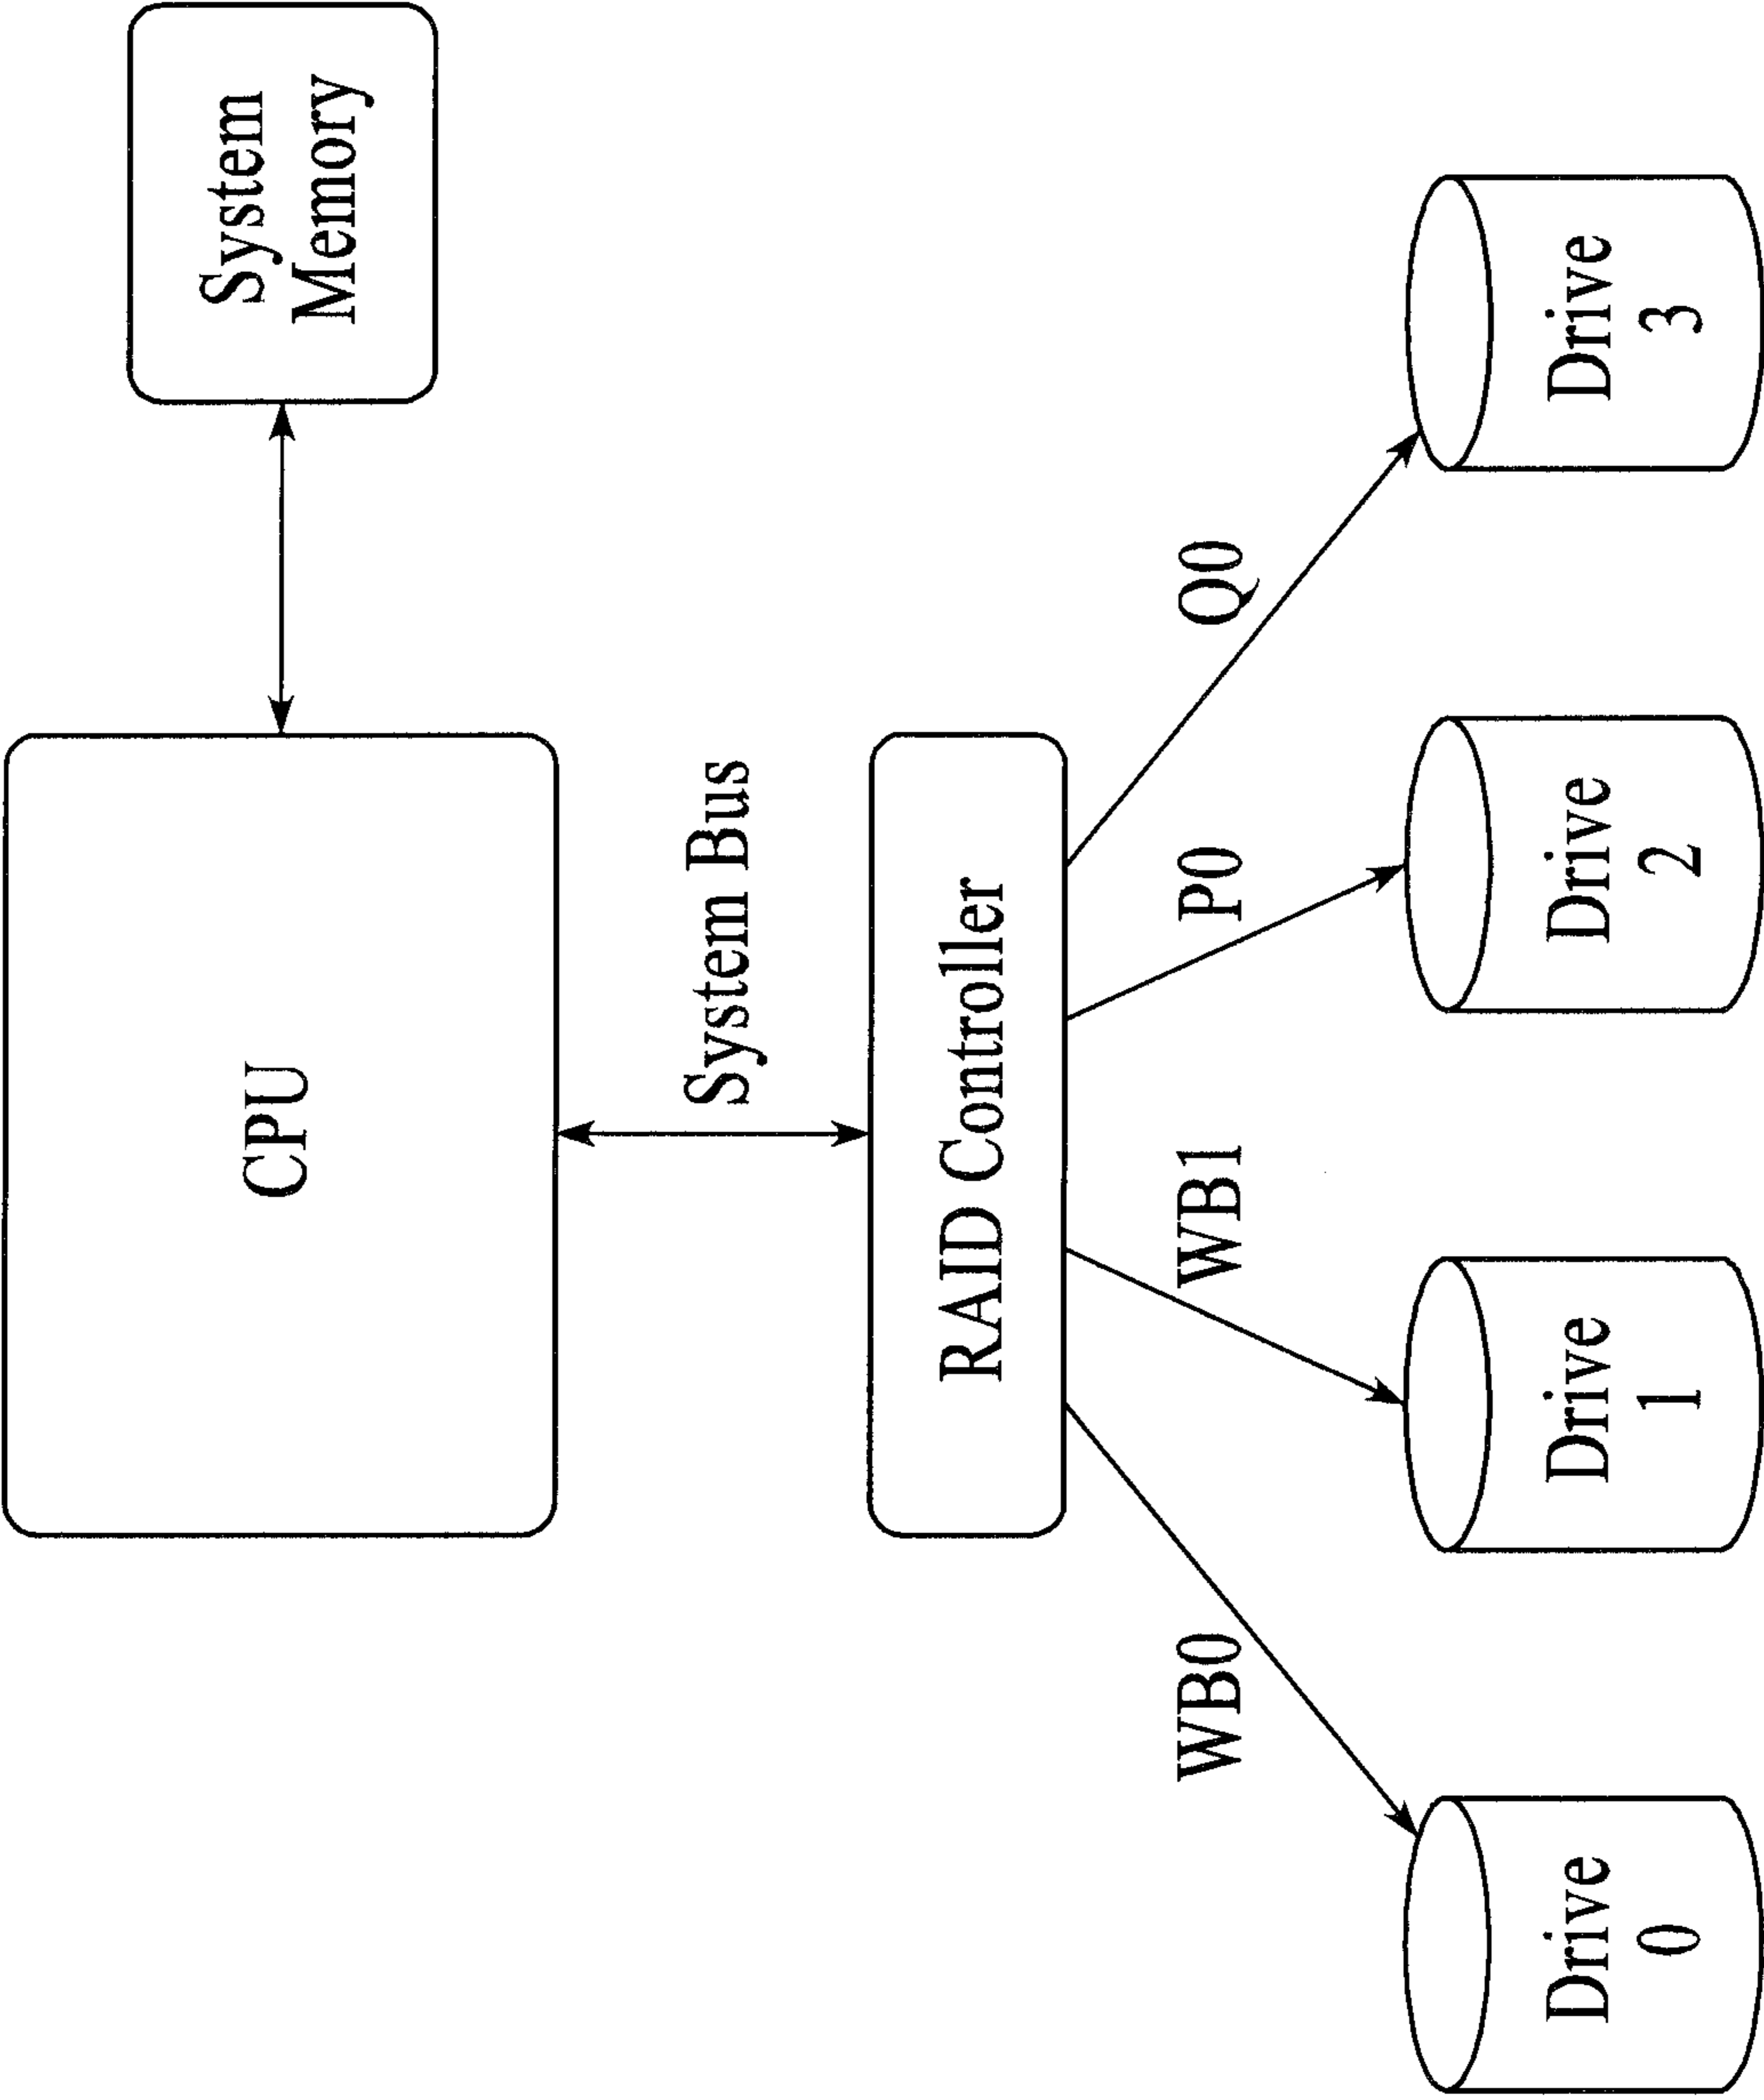 System
Memory
CPU
System Bus
RAID Controller
WB0
WB1
P0
Q0
Drive
0
Drive
1
Drive
2
Drive
3